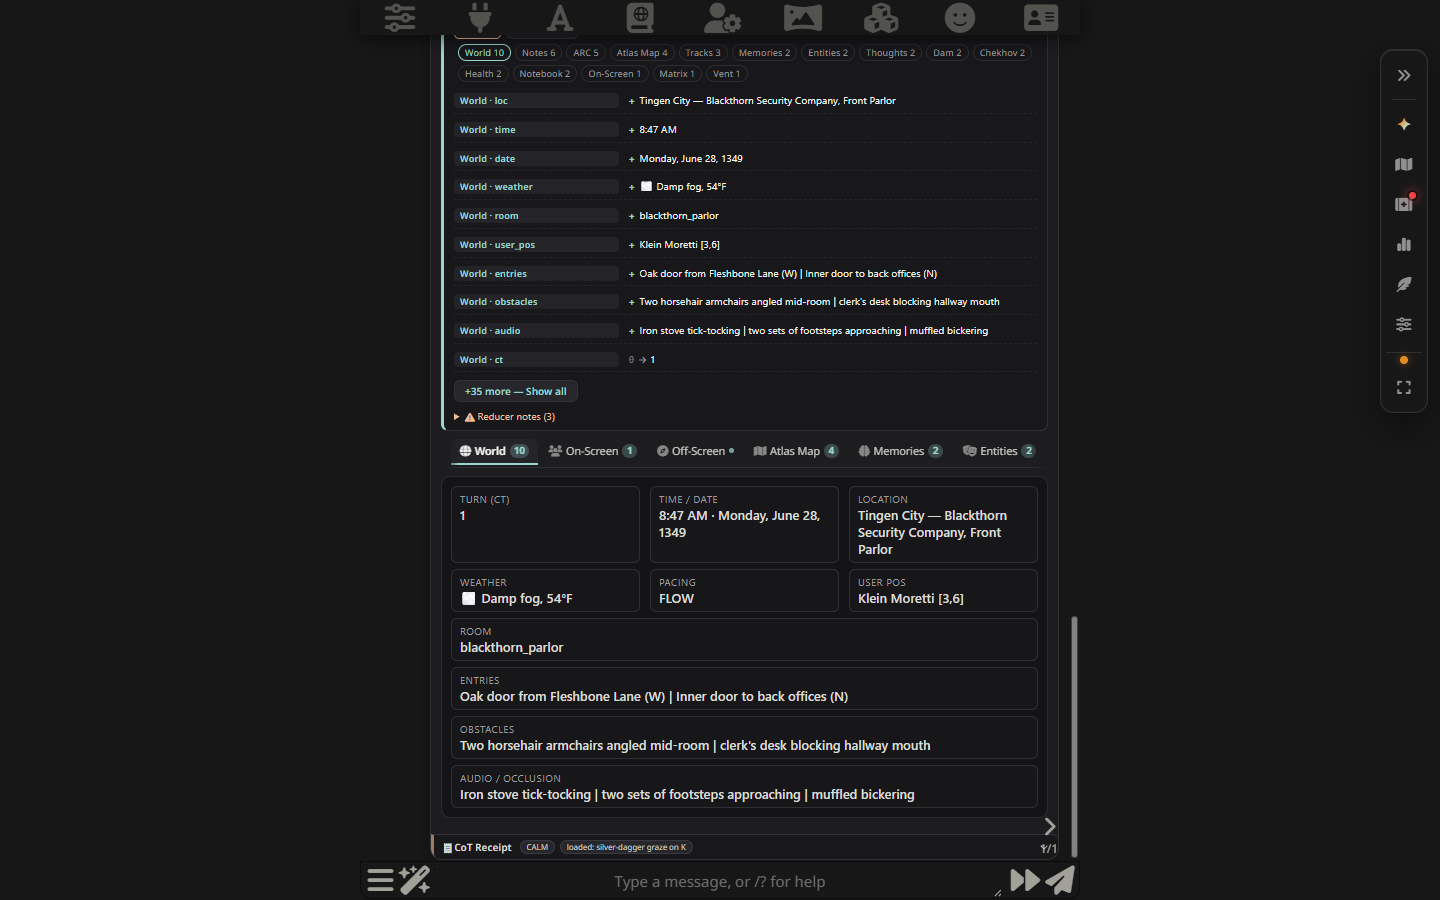 World 10 Notes 6 ARC 5 Atlas Map 4 Tracks 3 Memories 2 Entities 2 Thoughts 2 Dam 2 Chekhov 2
Health 2 Notebook 2 On-Screen 1 Matrix 1 Vent 1
World · loc + Tingen City — Blackthorn Security Company, Front Parlor
World · time + 8:47 AM
World · date + Monday, June 28, 1349
World · weather + Damp fog, 54°F
World · room + blackthorn_parlor
World · user_pos + Klein Moretti [3,6]
World · entries + Oak door from Fleshbone Lane (W) | Inner door to back offices (N)
World · obstacles + Two horsehair armchairs angled mid-room | clerk's desk blocking hallway mouth
World · audio + Iron stove tick-tocking | two sets of footsteps approaching | muffled bickering
World · ct 0 → 1
+35 more — Show all
Reducer notes (3)
World 10 On-Screen 1 Off-Screen Atlas Map 4 Memories 2 Entities 2
TURN (CT)
1
TIME / DATE
8:47 AM · Monday, June 28,
1349
LOCATION
Tingen City — Blackthorn
Security Company, Front
Parlor
WEATHER
Damp fog, 54°F
PACING
FLOW
USER POS
Klein Moretti [3,6]
ROOM
blackthorn_parlor
ENTRIES
Oak door from Fleshbone Lane (W) | Inner door to back offices (N)
OBSTACLES
Two horsehair armchairs angled mid-room | clerk's desk blocking hallway mouth
AUDIO / OCCLUSION
Iron stove tick-tocking | two sets of footsteps approaching | muffled bickering
CoT Receipt CALM loaded: silver-dagger graze on K
1/1
Type a message, or /? for help